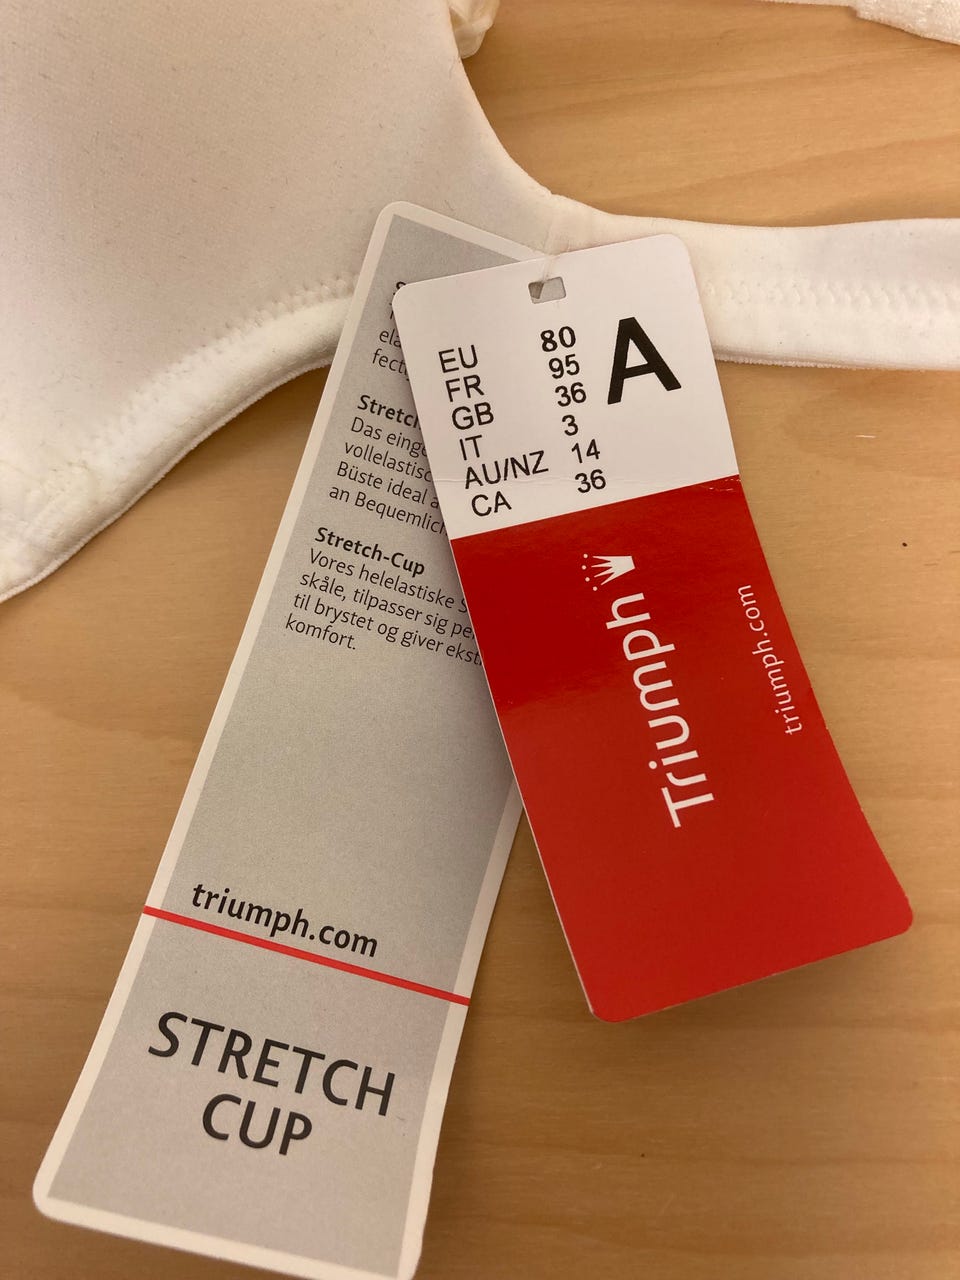 Stretch
Das einge
vollelastisc
Büste ideal a
an Bequemlich
Stretch-Cup
Vores helelastiske S
skåle, tilpasser sig pe
til brystet og giver ekst
komfort.
triumph.com
STRETCH
CUP
EU 80
FR 95
GB 36
IT 3
AU/NZ 14
CA 36
A
Triumph
triumph.com